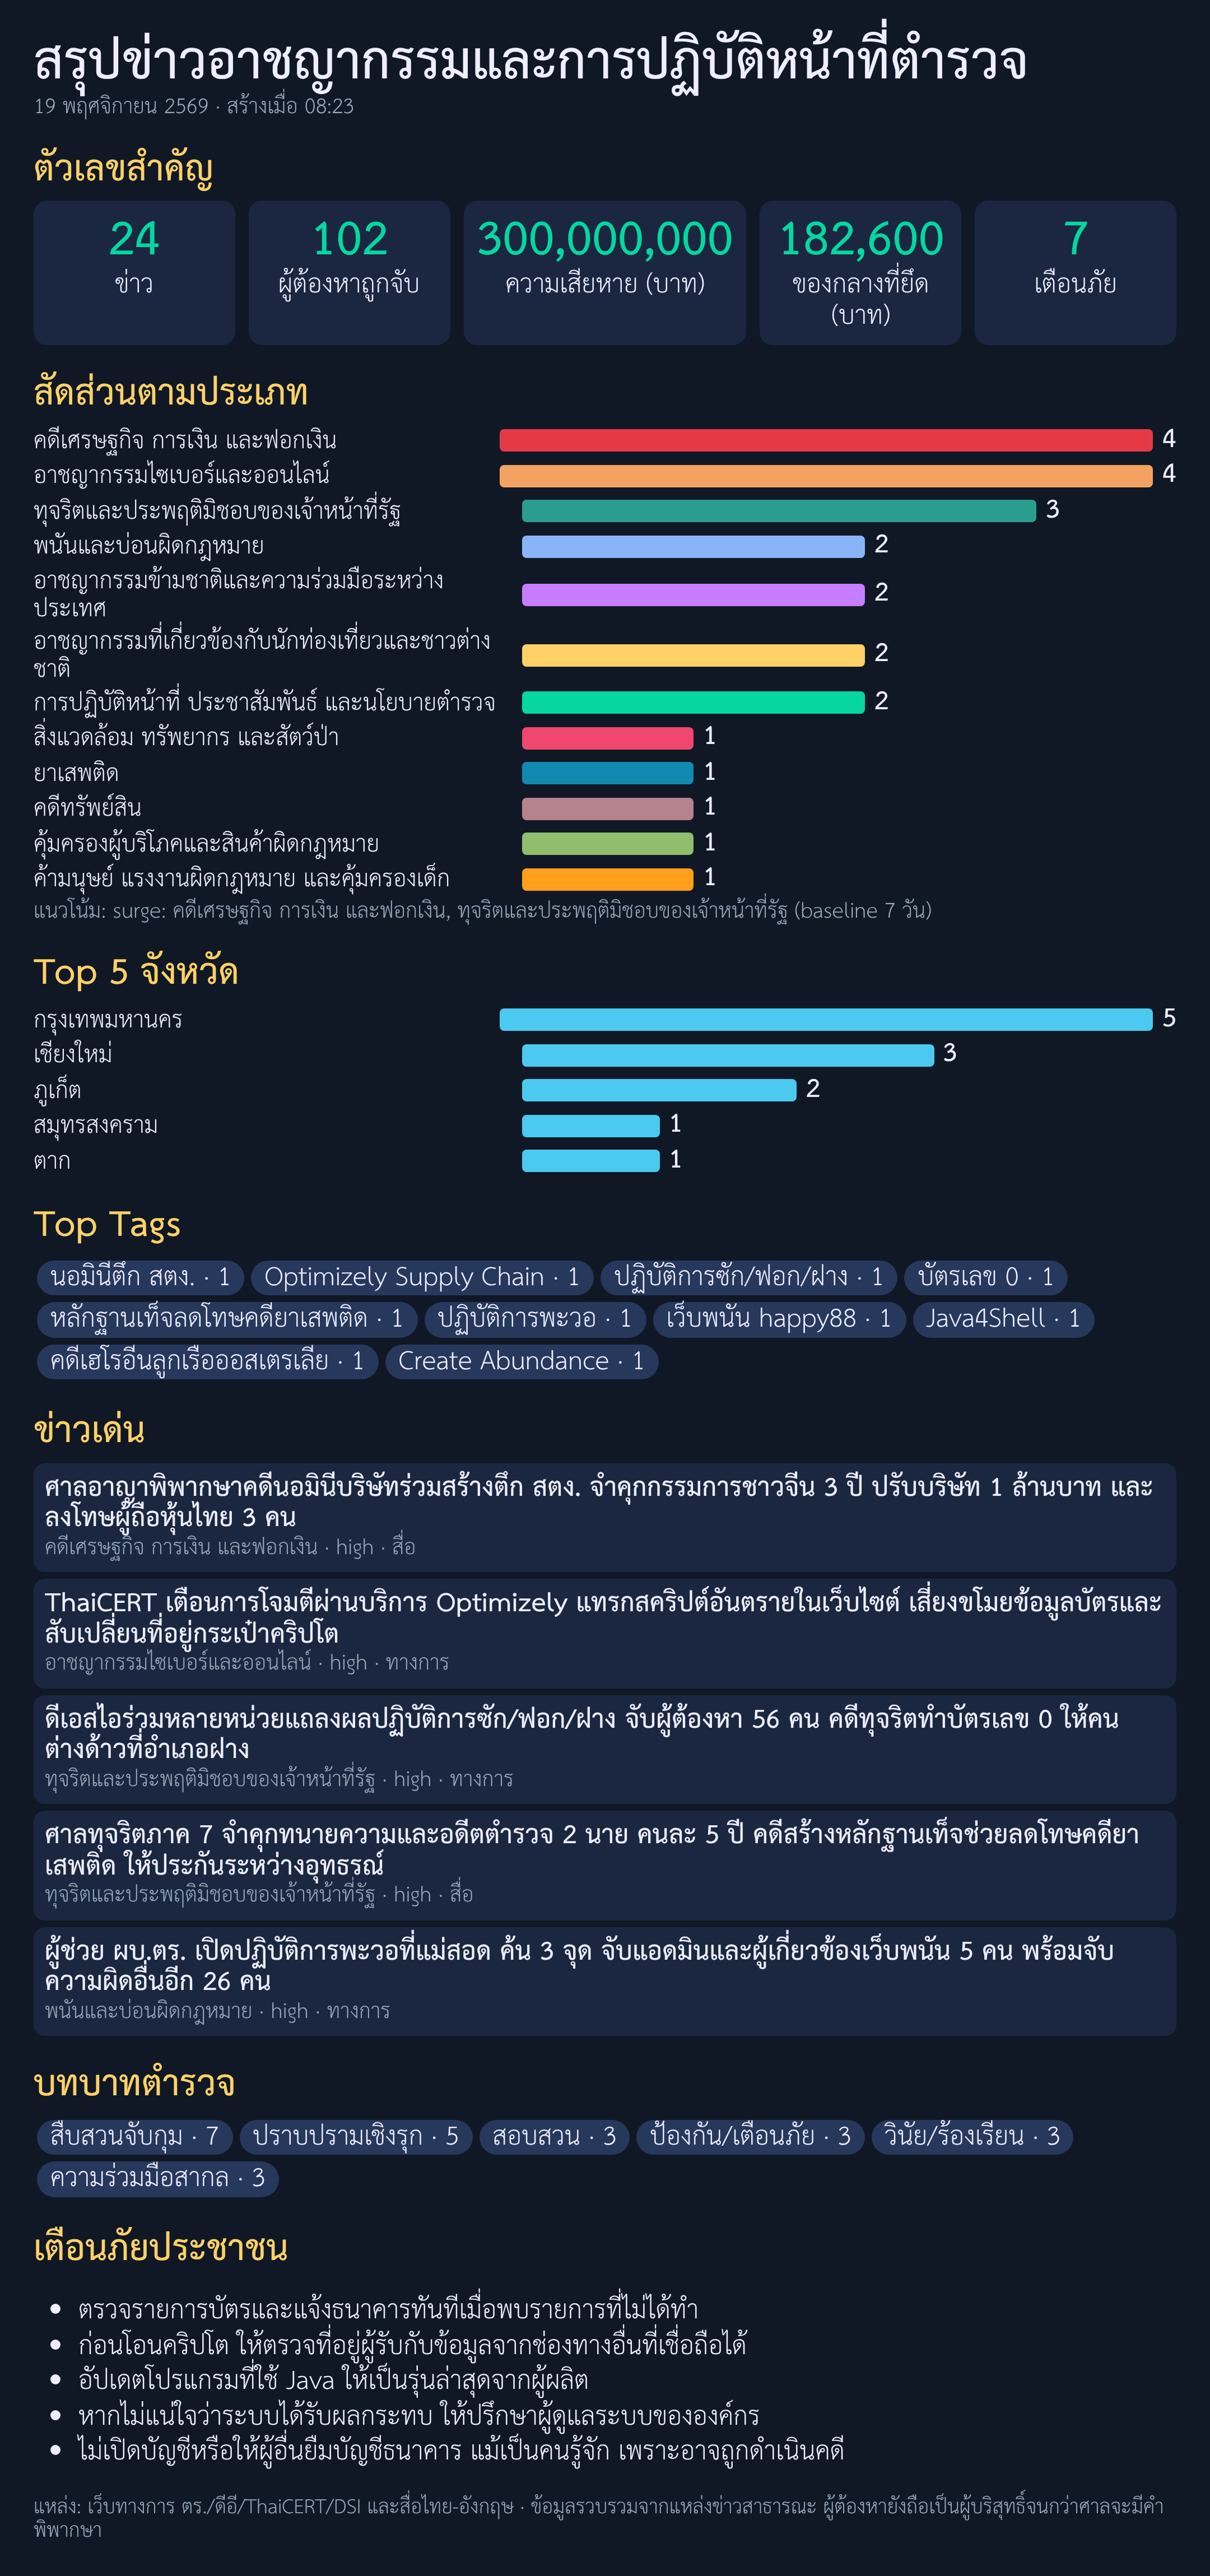 สรุปข่าวอาชญากรรมและการปฏิบัติหน้าที่ตำรวจ
19 พฤศจิกายน 2569 · สร้างเมื่อ 08:23
ตัวเลขสำคัญ
24
ข่าว
102
ผู้ต้องหาถูกจับ
300,000,000
ความเสียหาย (บาท)
182,600
ของกลางที่ยึด
(บาท)
7
เตือนภัย
สัดส่วนตามประเภท
คดีเศรษฐกิจ การเงิน และฟอกเงิน 4
อาชญากรรมไซเบอร์และออนไลน์ 4
ทุจริตและประพฤติมิชอบของเจ้าหน้าที่รัฐ 3
พนันและบ่อนผิดกฎหมาย 2
อาชญากรรมข้ามชาติและความร่วมมือระหว่าง
ประเทศ 2
อาชญากรรมที่เกี่ยวข้องกับนักท่องเที่ยวและชาวต่าง
ชาติ 2
การปฏิบัติหน้าที่ ประชาสัมพันธ์ และนโยบายตำรวจ 2
สิ่งแวดล้อม ทรัพยากร และสัตว์ป่า 1
ยาเสพติด 1
คดีทรัพย์สิน 1
คุ้มครองผู้บริโภคและสินค้าผิดกฎหมาย 1
ค้ามนุษย์ แรงงานผิดกฎหมาย และคุ้มครองเด็ก 1
แนวโน้ม: surge: คดีเศรษฐกิจ การเงิน และฟอกเงิน, ทุจริตและประพฤติมิชอบของเจ้าหน้าที่รัฐ (baseline 7 วัน)
Top 5 จังหวัด
กรุงเทพมหานคร 5
เชียงใหม่ 3
ภูเก็ต 2
สมุทรสงคราม 1
ตาก 1
Top Tags
นอมินีตึก สตง. · 1 Optimizely Supply Chain · 1 ปฏิบัติการซัก/ฟอก/ฝาง · 1 บัตรเลข 0 · 1
หลักฐานเท็จลดโทษคดียาเสพติด · 1 ปฏิบัติการพะวอ · 1 เว็บพนัน happy88 · 1 Java4Shell · 1
คดีเฮโรอีนลูกเรือออสเตรเลีย · 1 Create Abundance · 1
ข่าวเด่น
ศาลอาญาพิพากษาคดีนอมินีบริษัทร่วมสร้างตึก สตง. จำคุกกรรมการชาวจีน 3 ปี ปรับบริษัท 1 ล้านบาท และ
ลงโทษผู้ถือหุ้นไทย 3 คน
คดีเศรษฐกิจ การเงิน และฟอกเงิน · high · สื่อ
ThaiCERT เตือนการโจมตีผ่านบริการ Optimizely แทรกสคริปต์อันตรายในเว็บไซต์ เสี่ยงขโมยข้อมูลบัตรและ
สับเปลี่ยนที่อยู่กระเป๋าคริปโต
อาชญากรรมไซเบอร์และออนไลน์ · high · ทางการ
ดีเอสไอร่วมหลายหน่วยแถลงผลปฏิบัติการซัก/ฟอก/ฝาง จับผู้ต้องหา 56 คน คดีทุจริตทำบัตรเลข 0 ให้คน
ต่างด้าวที่อำเภอฝาง
ทุจริตและประพฤติมิชอบของเจ้าหน้าที่รัฐ · high · ทางการ
ศาลทุจริตภาค 7 จำคุกทนายความและอดีตตำรวจ 2 นาย คนละ 5 ปี คดีสร้างหลักฐานเท็จช่วยลดโทษคดียา
เสพติด ให้ประกันระหว่างอุทธรณ์
ทุจริตและประพฤติมิชอบของเจ้าหน้าที่รัฐ · high · สื่อ
ผู้ช่วย ผบ.ตร. เปิดปฏิบัติการพะวอที่แม่สอด ค้น 3 จุด จับแอดมินและผู้เกี่ยวข้องเว็บพนัน 5 คน พร้อมจับ
ความผิดอื่นอีก 26 คน
พนันและบ่อนผิดกฎหมาย · high · ทางการ
บทบาทตำรวจ
สืบสวนจับกุม · 7 ปราบปรามเชิงรุก · 5 สอบสวน · 3 ป้องกัน/เตือนภัย · 3 วินัย/ร้องเรียน · 3
ความร่วมมือสากล · 3
เตือนภัยประชาชน
• ตรวจรายการบัตรและแจ้งธนาคารทันทีเมื่อพบรายการที่ไม่ได้ทำ
• ก่อนโอนคริปโต ให้ตรวจที่อยู่ผู้รับกับข้อมูลจากช่องทางอื่นที่เชื่อถือได้
• อัปเดตโปรแกรมที่ใช้ Java ให้เป็นรุ่นล่าสุดจากผู้ผลิต
• หากไม่แน่ใจว่าระบบได้รับผลกระทบ ให้ปรึกษาผู้ดูแลระบบขององค์กร
• ไม่เปิดบัญชีหรือให้ผู้อื่นยืมบัญชีธนาคาร แม้เป็นคนรู้จัก เพราะอาจถูกดำเนินคดี
แหล่ง: เว็บทางการ ตร./ดีอี/ThaiCERT/DSI และสื่อไทย-อังกฤษ · ข้อมูลรวบรวมจากแหล่งข่าวสาธารณะ ผู้ต้องหายังถือเป็นผู้บริสุทธิ์จนกว่าศาลจะมีคำ
พิพากษา